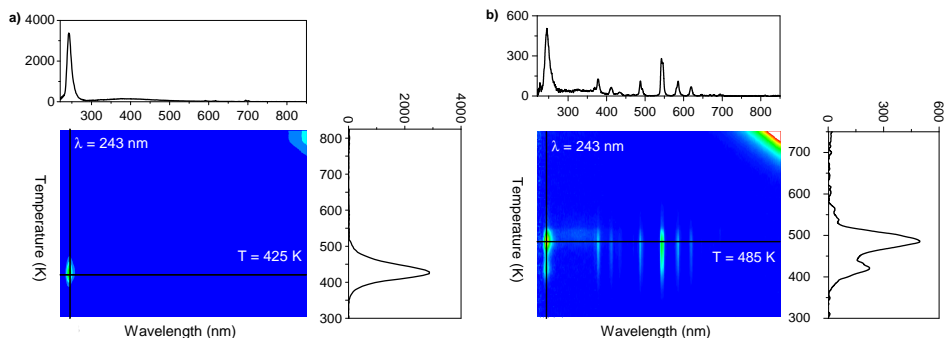 a)
4000
2000
0
300 400 500 600 700 800
0 2000 4000
λ = 243 nm
T = 425 K
Temperature (K)
Wavelength (nm)
800
700
600
500
400
300
b)
600
300
0
300 400 500 600 700 800
0 30 60
λ = 243 nm
T = 485 K
Temperature (K)
Wavelength (nm)
700
600
500
400
300